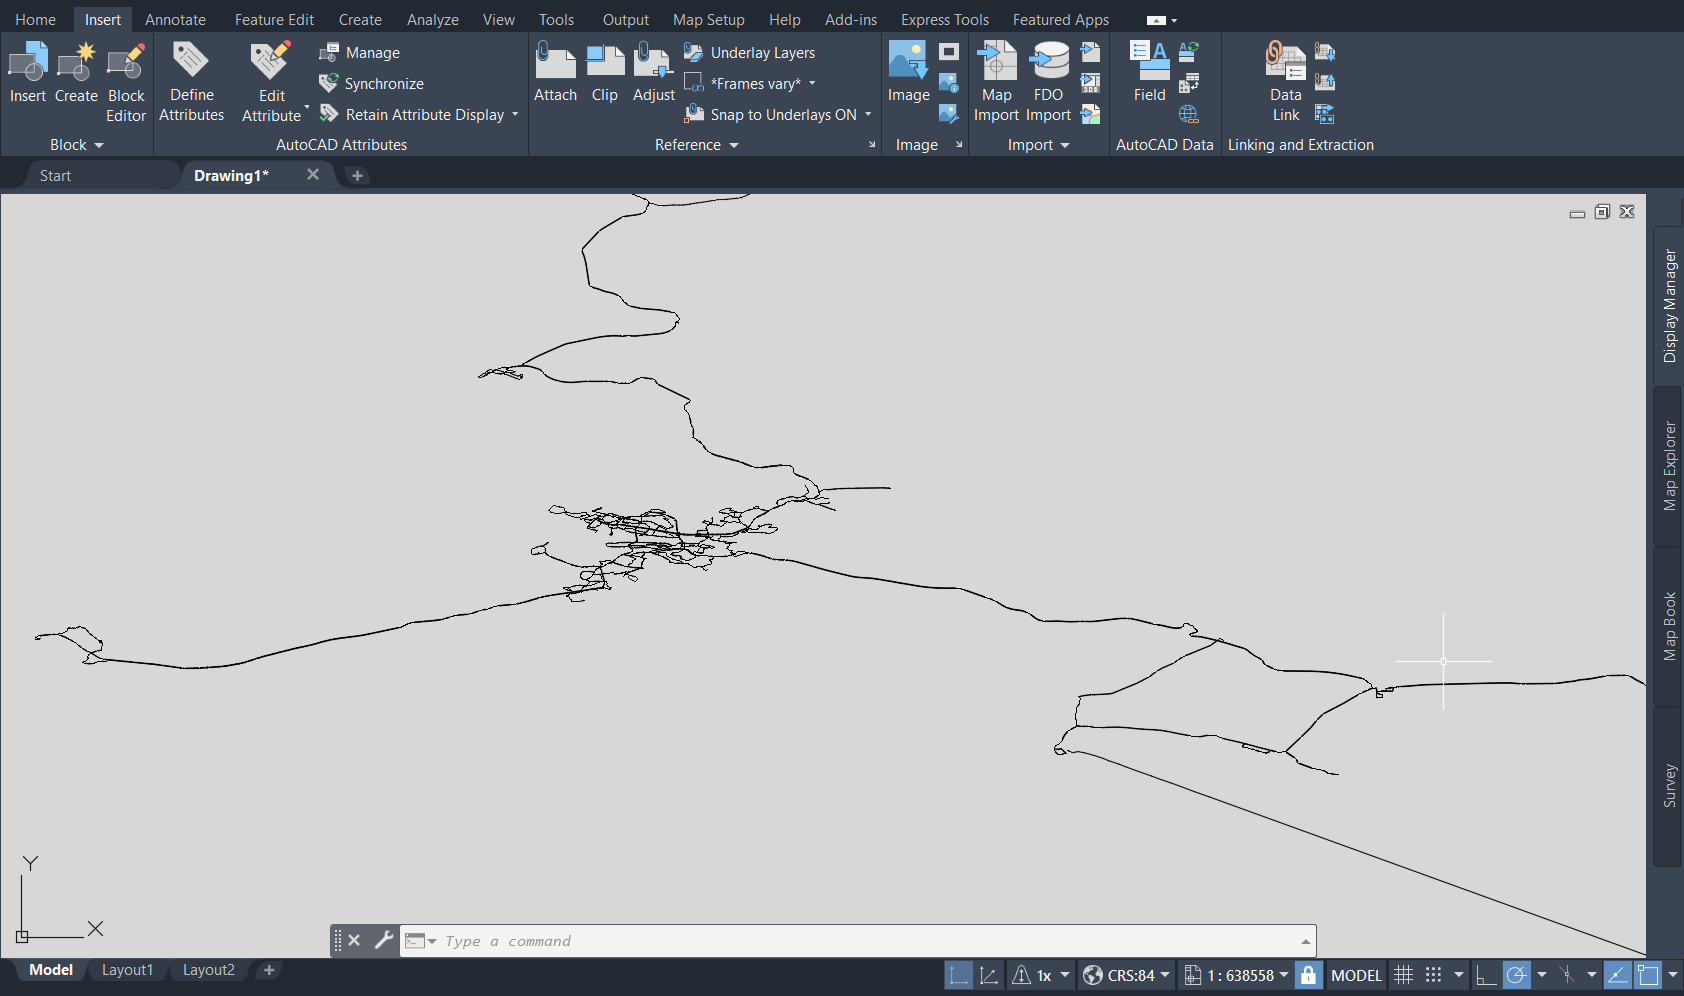 Home Insert Annotate Feature Edit Create Analyze View Tools Output Map Setup Help Add-ins Express Tools Featured Apps
Insert Create Block Editor
Define Attributes
Edit Attribute
Manage
Synchronize
Retain Attribute Display
Attach Clip Adjust
Underlay Layers
*Frames vary*
Snap to Underlays ON
Image
Map Import
FDO Import
Field
Data Link
Block AutoCAD Attributes Reference Image Import AutoCAD Data Linking and Extraction
Start Drawing1*
Display Manager
Map Explorer
Map Book
Survey
Y
X
Type a command
Model Layout1 Layout2
1x CRS:84 1 : 638558 MODEL